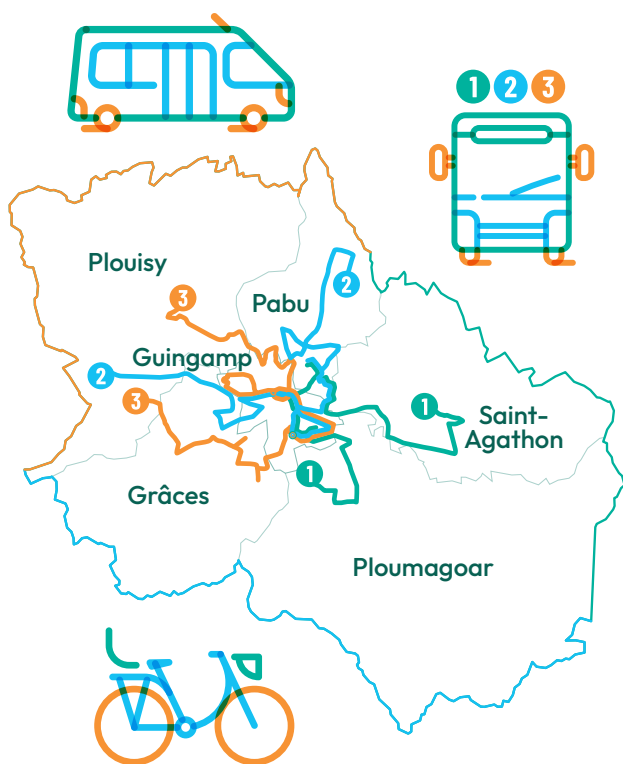 1 2 3
Plouisy
2
3
Pabu
Guingamp
2
3
1
Saint-
Agathon
1
Grâces
Ploumagoar